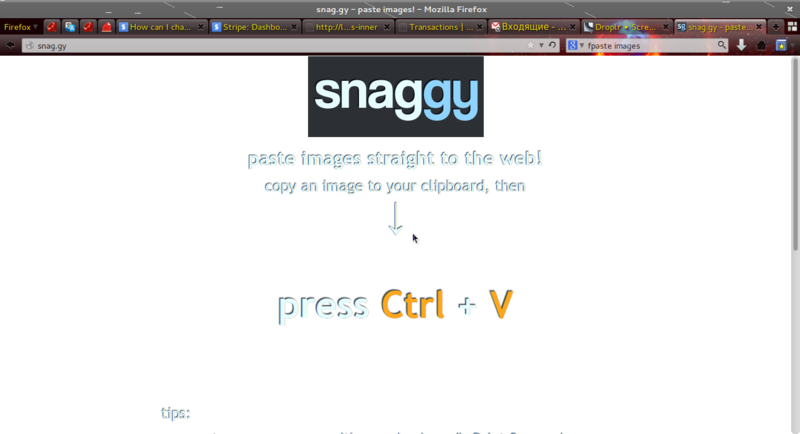 snag.gy - paste images! - Mozilla Firefox
Firefox
How can I cha...
Stripe: Dashbo...
http://l...s-inner
Transactions | ...
Входящие - ...
Droplr • Scre...
snag.gy - paste...
snag.gy
fpaste images
snaggy
paste images straight to the web!
copy an image to your clipboard, then
press Ctrl + V
tips: